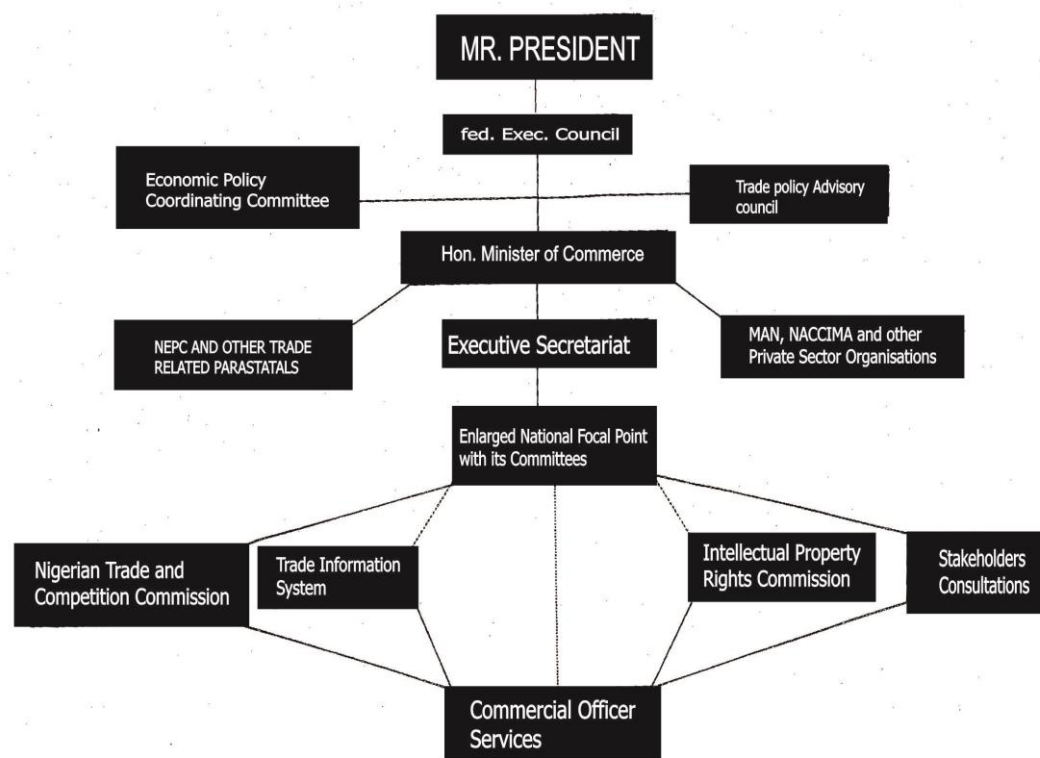 MR. PRESIDENT
fed. Exec. Council
Economic Policy
Coordinating Committee
Trade policy Advisory
council
Hon. Minister of Commerce
NEPC AND OTHER TRADE
RELATED PARASTATALS
Executive Secretariat
MAN, NACCIMA and other
Private Sector Organisations
Enlarged National Focal Point
with its Committees
Nigerian Trade and
Competition Commission
Trade Information
System
Intellectual Property
Rights Commission
Stakeholders
Consultations
Commercial Officer
Services